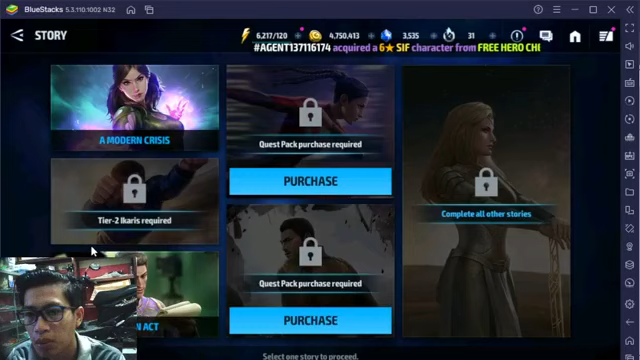 BlueStacks 5.3.110.1002 N32
STORY
6,217/120
4,750,413
3,535
31
#AGENT137116174 acquired a 6★ SIF character from FREE HERO CHE
A MODERN CRISIS
Quest Pack purchase required
PURCHASE
Tier-2 Ikaris required
Complete all other stories
Quest Pack purchase required
N ACT
PURCHASE
Select one story to proceed.